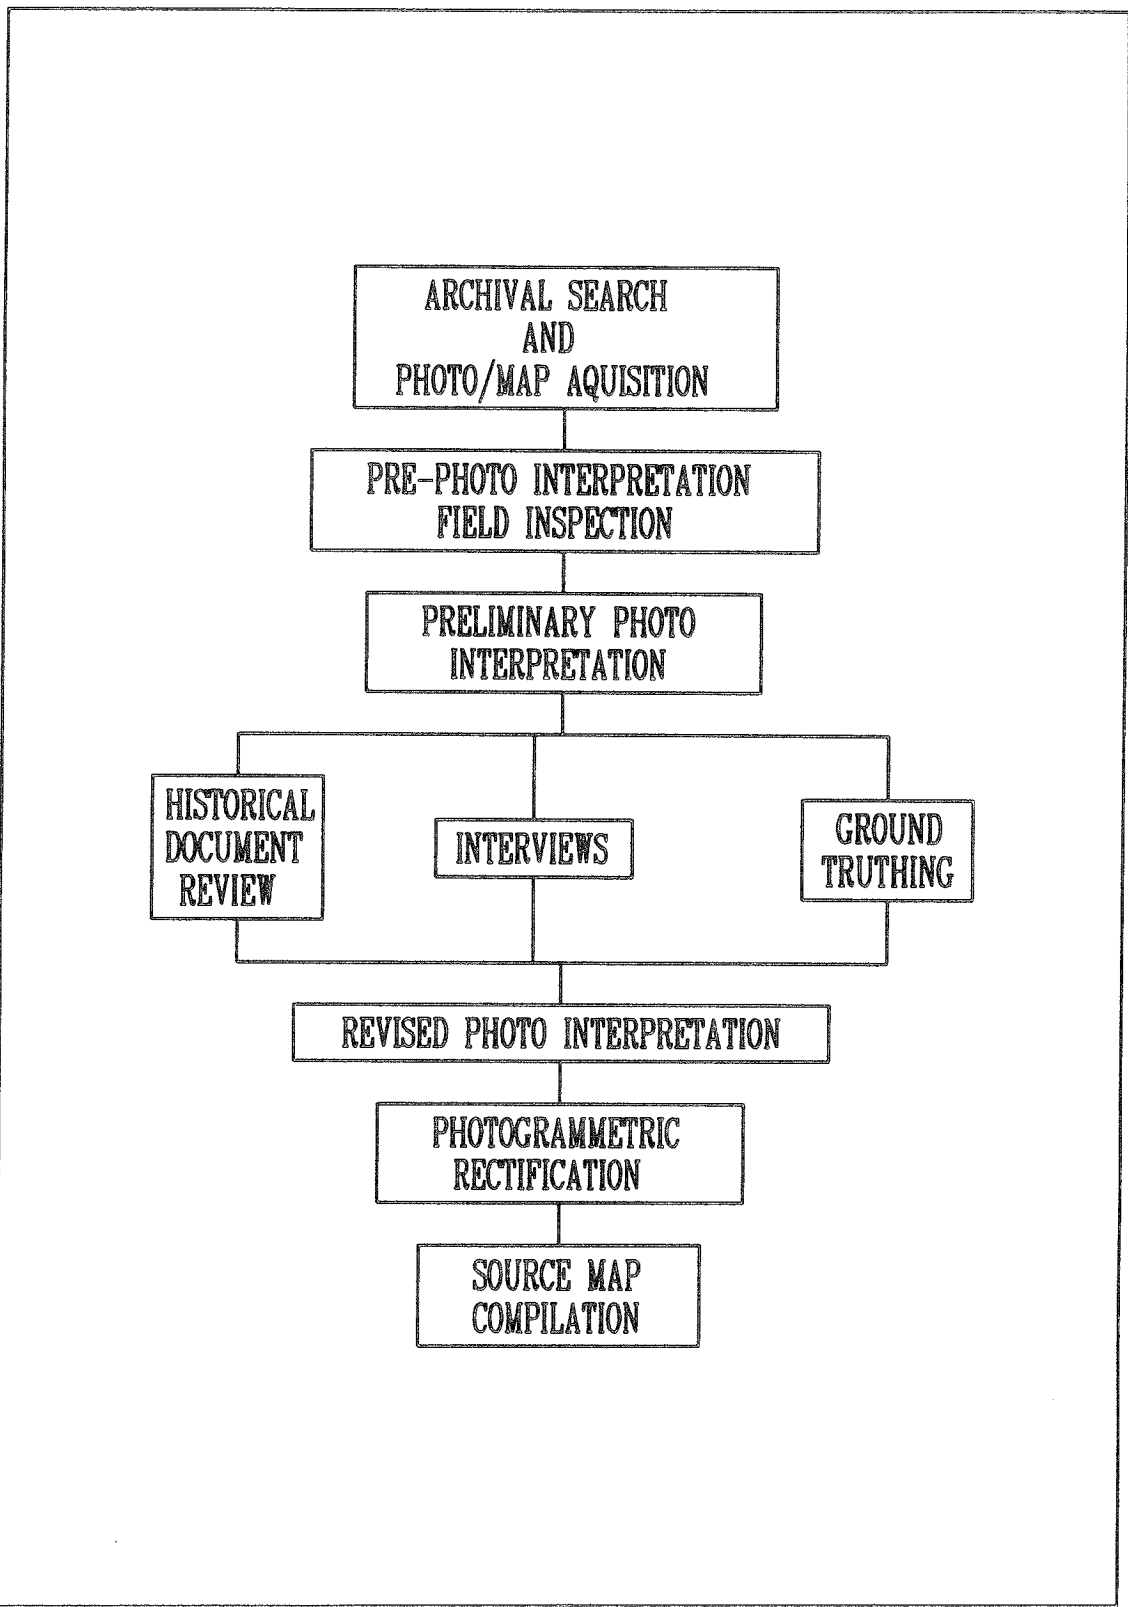 ARCHIVAL SEARCH
AND
PHOTO/MAP AQUISITION
PRE-PHOTO INTERPRETATION
FIELD INSPECTION
PRELIMINARY PHOTO
INTERPRETATION
HISTORICAL
DOCUMENT
REVIEW
INTERVIEWS
GROUND
TRUTHING
REVISED PHOTO INTERPRETATION
PHOTOGRAMMETRIC
RECTIFICATION
SOURCE MAP
COMPILATION